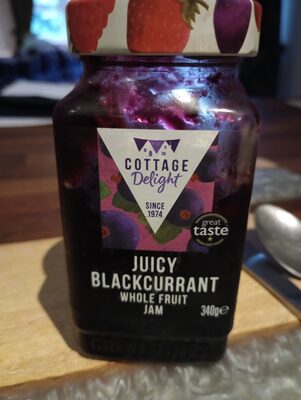 COTTAGE
Delight
SINCE
1974
great
taste
JUICY
BLACKCURRANT
WHOLE FRUIT
JAM
340g℮